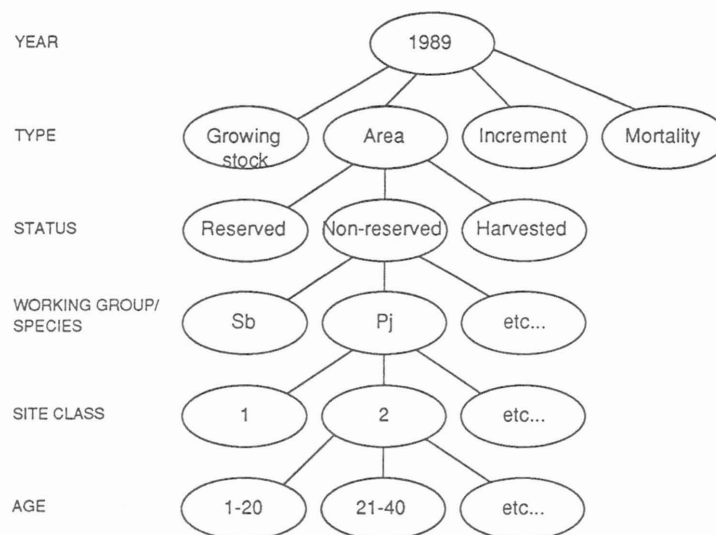 YEAR
1989
TYPE
Growing
stock
Area
Increment
Mortality
STATUS
Reserved
Non-reserved
Harvested
WORKING GROUP/
SPECIES
Sb
Pj
etc...
SITE CLASS
1
2
etc...
AGE
1-20
21-40
etc...